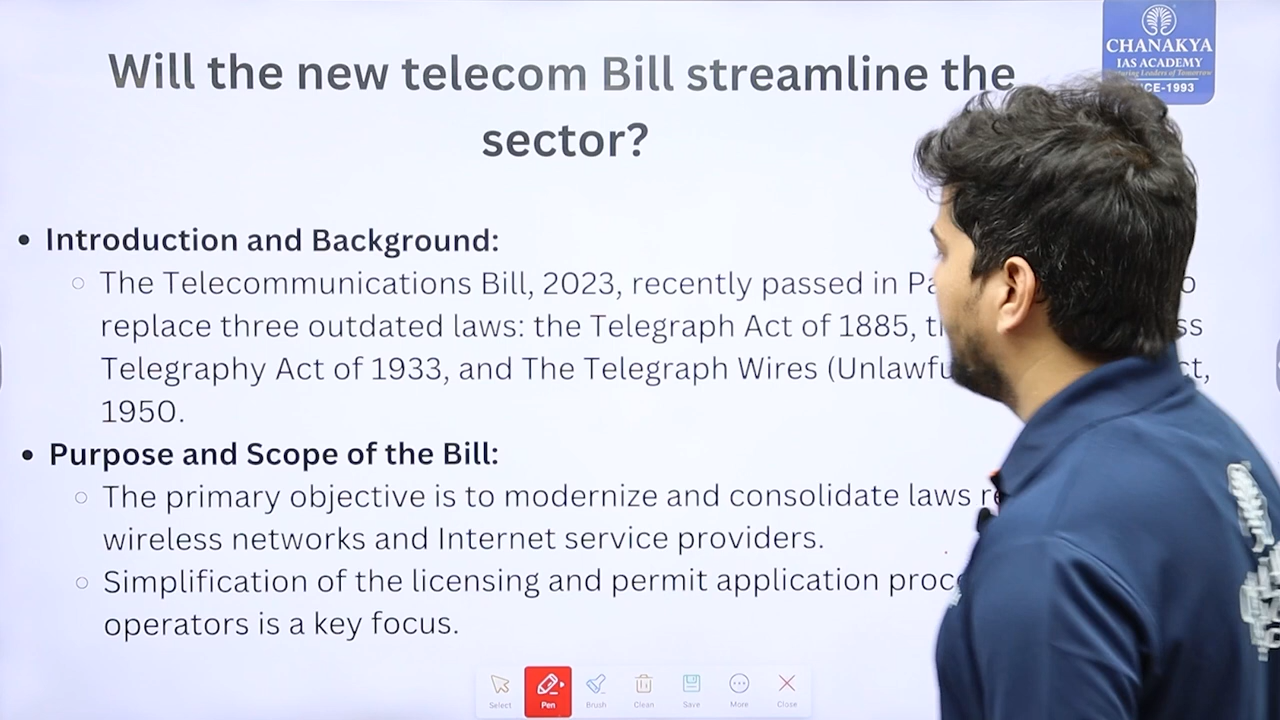 CHANAKYA
IAS ACADEMY
Leaders of Tomorrow
CE-1993
Will the new telecom Bill streamline the
sector?
• Introduction and Background:
○ The Telecommunications Bill, 2023, recently passed in
replace three outdated laws: the Telegraph Act of 1885,
Telegraphy Act of 1933, and The Telegraph Wires
1950.
• Purpose and Scope of the Bill:
○ The primary objective is to modernize and consolidate laws
wireless networks and Internet service providers.
○ Simplification of the licensing and permit application
operators is a key focus.
Select Pen Brush Clean Save More Close